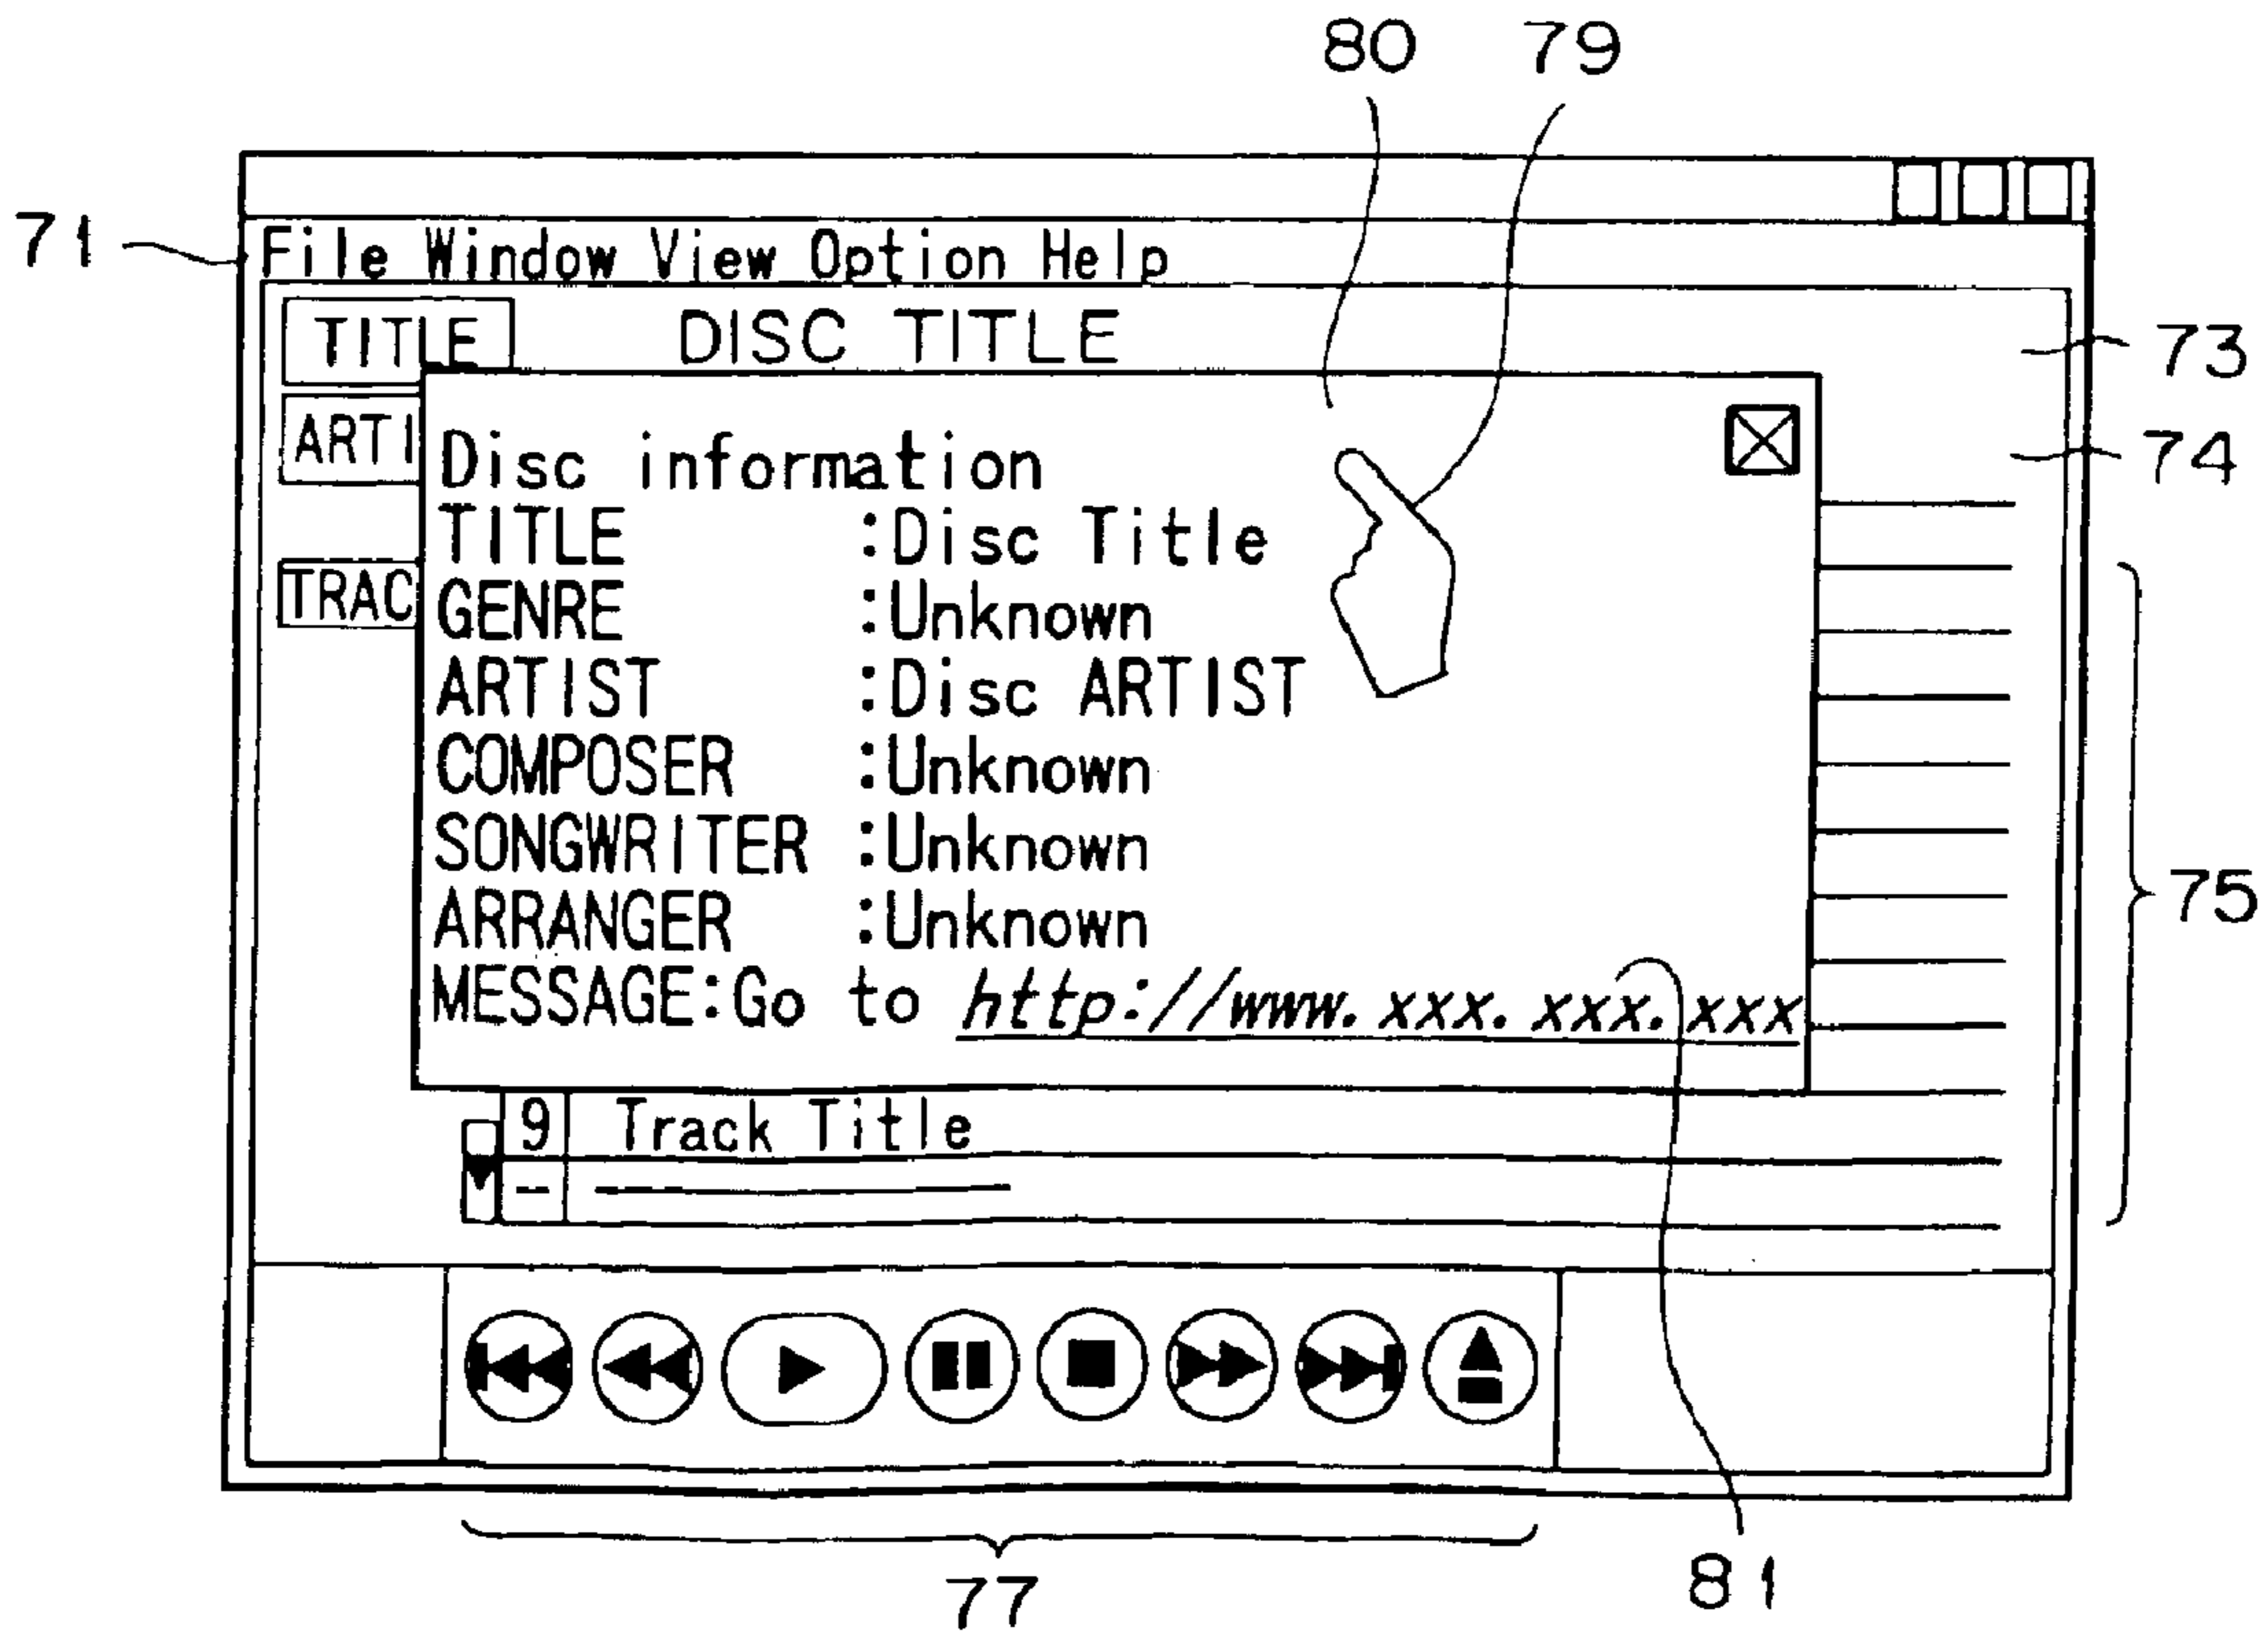 80 79
71
File Window View Option Help
TITLE DISC TITLE
73
ARTI
74
Disc information
TITLE :Disc Title
TRAC
GENRE :Unknown
ARTIST :Disc ARTIST
COMPOSER :Unknown
SONGWRITER :Unknown
ARRANGER :Unknown
75
MESSAGE:Go to http://www.xxx.xxx.xxx
9 Track Title
--
77
81